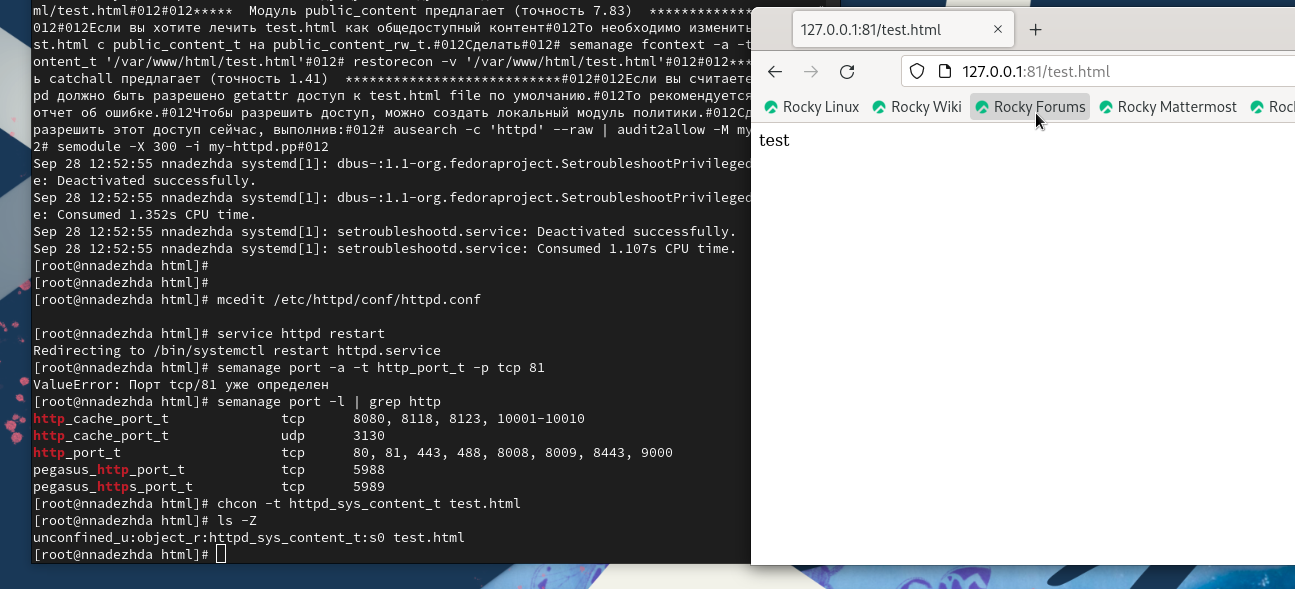 ml/test.html#012#012*****  Модуль public_content предлагает (точность 7.83)  *************
012#012Если вы хотите лечить test.html как общедоступный контент#012То необходимо изменить
st.html с public_content_t на public_content_rw_t.#012Сделать#012# semanage fcontext -a -t
ontent_t '/var/www/html/test.html'#012# restorecon -v '/var/www/html/test.html'#012#012***
ь catchall предлагает (точность 1.41)  **************************#012#012Если вы считаете
pd должно быть разрешено getattr доступ к test.html file по умолчанию.#012То рекомендуется
отчет об ошибке.#012Чтобы разрешить доступ, можно создать локальный модуль политики.#012Сд
разрешить этот доступ сейчас, выполнив:#012# ausearch -c 'httpd' --raw | audit2allow -M my
2# semodule -X 300 -i my-httpd.pp#012
Sep 28 12:52:55 nnadezhda systemd[1]: dbus-:1.1-org.fedoraproject.SetroubleshootPrivileged
e: Deactivated successfully.
Sep 28 12:52:55 nnadezhda systemd[1]: dbus-:1.1-org.fedoraproject.SetroubleshootPrivileged
e: Consumed 1.352s CPU time.
Sep 28 12:52:55 nnadezhda systemd[1]: setroubleshootd.service: Deactivated successfully.
Sep 28 12:52:55 nnadezhda systemd[1]: setroubleshootd.service: Consumed 1.107s CPU time.
[root@nnadezhda html]#
[root@nnadezhda html]#
[root@nnadezhda html]# mcedit /etc/httpd/conf/httpd.conf
[root@nnadezhda html]# service httpd restart
Redirecting to /bin/systemctl restart httpd.service
[root@nnadezhda html]# semanage port -a -t http_port_t -p tcp 81
ValueError: Порт tcp/81 уже определен
[root@nnadezhda html]# semanage port -l | grep http
http_cache_port_t              tcp      8080, 8118, 8123, 10001-10010
http_cache_port_t              udp      3130
http_port_t                    tcp      80, 81, 443, 488, 8008, 8009, 8443, 9000
pegasus_http_port_t            tcp      5988
pegasus_https_port_t           tcp      5989
[root@nnadezhda html]# chcon -t httpd_sys_content_t test.html
[root@nnadezhda html]# ls -Z
unconfined_u:object_r:httpd_sys_content_t:s0 test.html
[root@nnadezhda html]#
127.0.0.1:81/test.html
127.0.0.1:81/test.html
Rocky Linux Rocky Wiki Rocky Forums Rocky Mattermost Roc
test